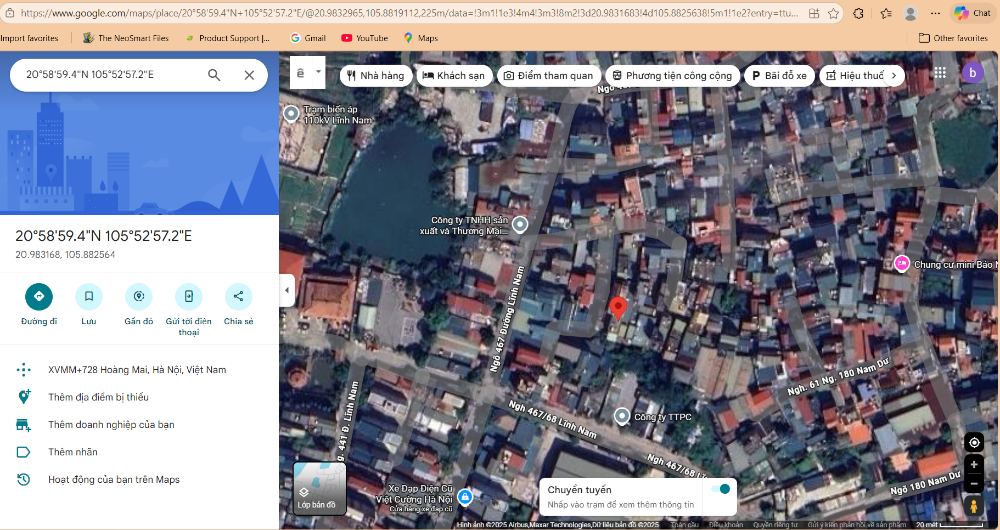 https://www.google.com/maps/place/20°58'59.4"N+105°52'57.2"E/@20.9832965,105.8819112,225m/data=!3m1!1e3!4m4!3m3!8m2!3d20.9831683!4d105.8825638!5m1!1e2?entry=ttu...
Chat
Import favorites
The NeoSmart Files
Product Support |...
Gmail
YouTube
Maps
Other favorites
20°58'59.4"N 105°52'57.2"E
20°58'59.4"N 105°52'57.2"E
20.983168, 105.882564
Đường đi
Lưu
Gần đó
Gửi tới điện
thoại
Chia sẻ
XVMM+728 Hoàng Mai, Hà Nội, Việt Nam
Thêm địa điểm bị thiếu
Thêm doanh nghiệp của bạn
Thêm nhãn
Hoạt động của bạn trên Maps
ê
Nhà hàng
Khách sạn
Điểm tham quan
Phương tiện công cộng
P Bãi đỗ xe
Hiệu thuố
b
Trạm biến áp
110kV Lĩnh Nam
Công ty TNHH sản
xuất và Thương Mại...
Chung cư mini Bảo N
Ngõ 467 Đường Lĩnh Nam
Ngh. 61 Ng. 180 Nam Dư
g. 441 Đ. Lĩnh Nam
Ngh 467/68 Lĩnh Nam
Công ty TTPC
Ngh 467/68 Lĩ
Ngõ 180 Nam Dư
Xe Đạp Điện Cũ
Việt Cường Hà Nội
Cửa hàng xe đạp cũ
Lớp bản đồ
Chuyển tuyến
Nhấp vào trạm để xem thêm thông tin
Hình ảnh ©2025 Airbus,Maxar Technologies,Dữ liệu bản đồ ©2025
Toàn cầu
Điều khoản
Quyền riêng tư
Gửi ý kiến phản hồi về sản phẩm
20 mét